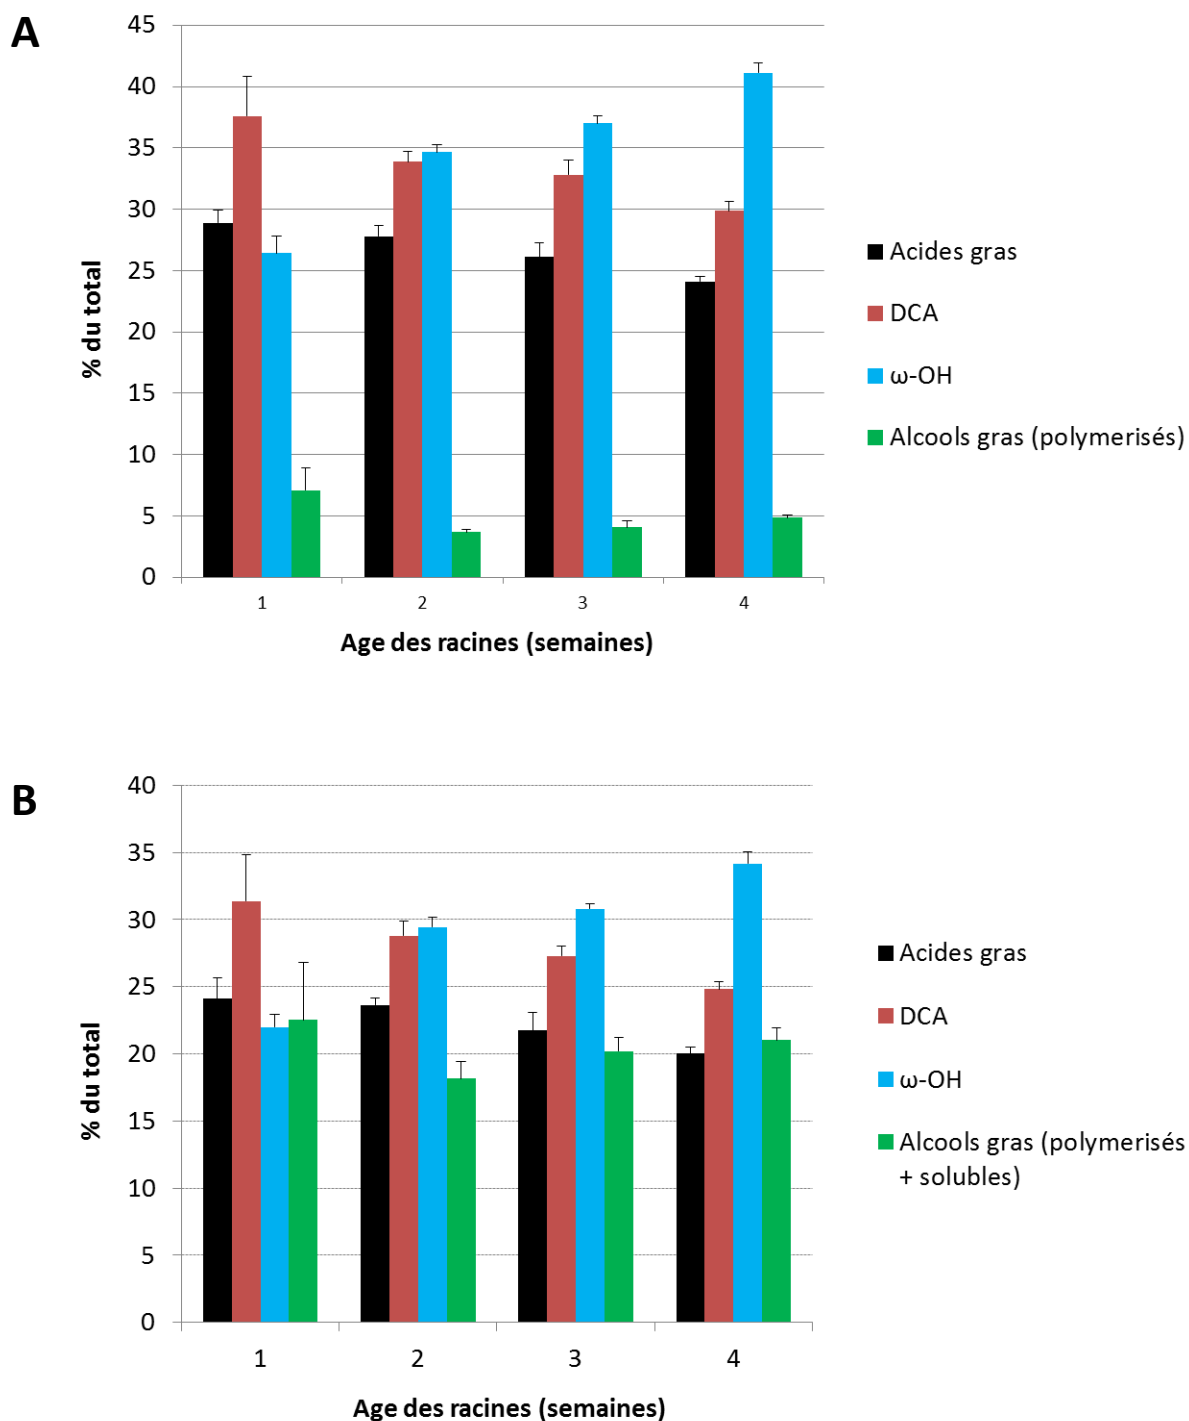 A
45
40
35
30
25
20
15
10
5
0
% du total
1 2 3 4
Age des racines (semaines)
Acides gras
DCA
ω-OH
Alcools gras (polymerisés)
B
40
35
30
25
20
15
10
5
0
% du total
1 2 3 4
Age des racines (semaines)
Acides gras
DCA
ω-OH
Alcools gras (polymerisés
+ solubles)